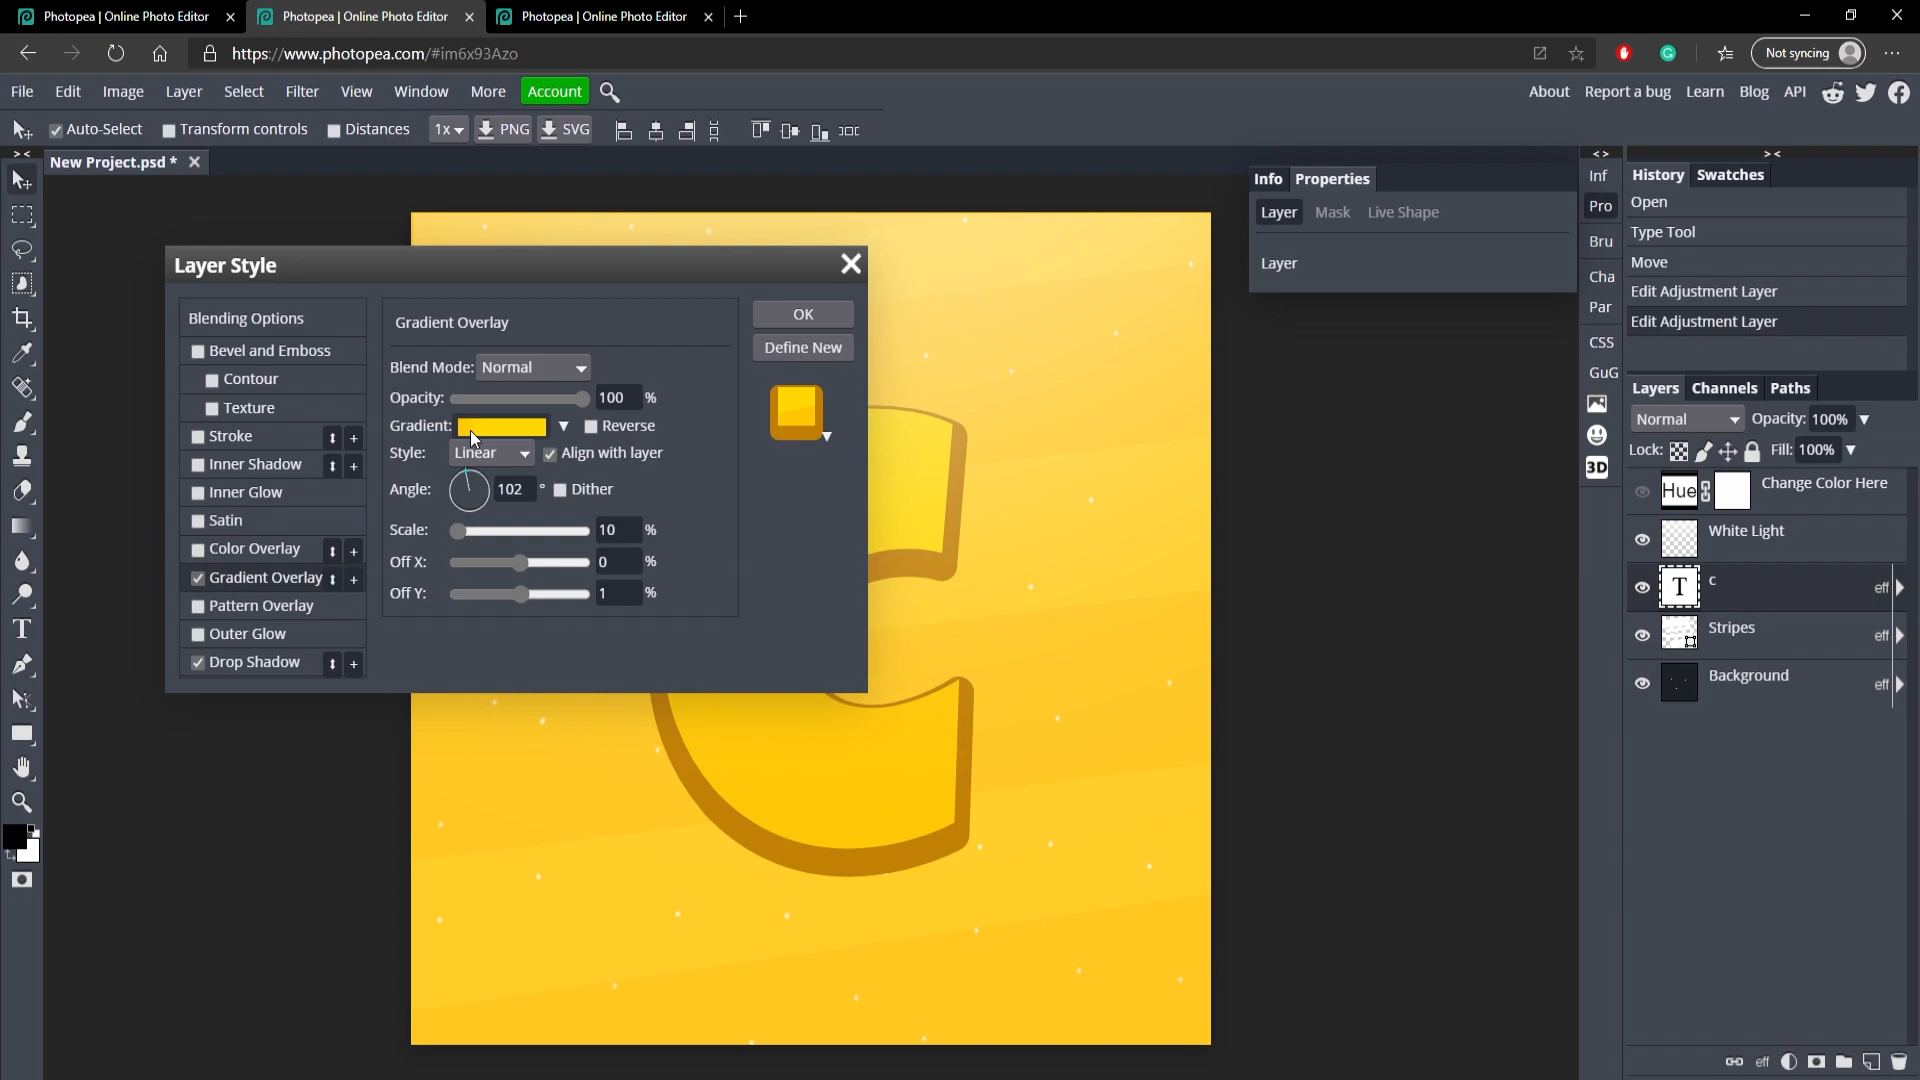 Photopea | Online Photo Editor
Photopea | Online Photo Editor
Photopea | Online Photo Editor
https://www.photopea.com/#im6x93Azo
Not syncing
File Edit Image Layer Select Filter View Window More Account
About Report a bug Learn Blog API
Auto-Select Transform controls Distances 1x PNG SVG
New Project.psd *
Layer Style
Blending Options
Bevel and Emboss
Contour
Texture
Stroke
Inner Shadow
Inner Glow
Satin
Color Overlay
Gradient Overlay
Pattern Overlay
Outer Glow
Drop Shadow
Gradient Overlay
Blend Mode: Normal
Opacity: 100 %
Gradient: Reverse
Style: Linear Align with layer
Angle: 102 ° Dither
Scale: 10 %
Off X: 0 %
Off Y: 1 %
OK
Define New
Info Properties
Layer Mask Live Shape
Layer
Inf
Pro
Bru
Cha
Par
CSS
GuG
3D
History Swatches
Open
Type Tool
Move
Edit Adjustment Layer
Edit Adjustment Layer
Layers Channels Paths
Normal Opacity: 100%
Lock: Fill: 100%
Hue Change Color Here
White Light
T c eff
Stripes eff
Background eff
eff
C